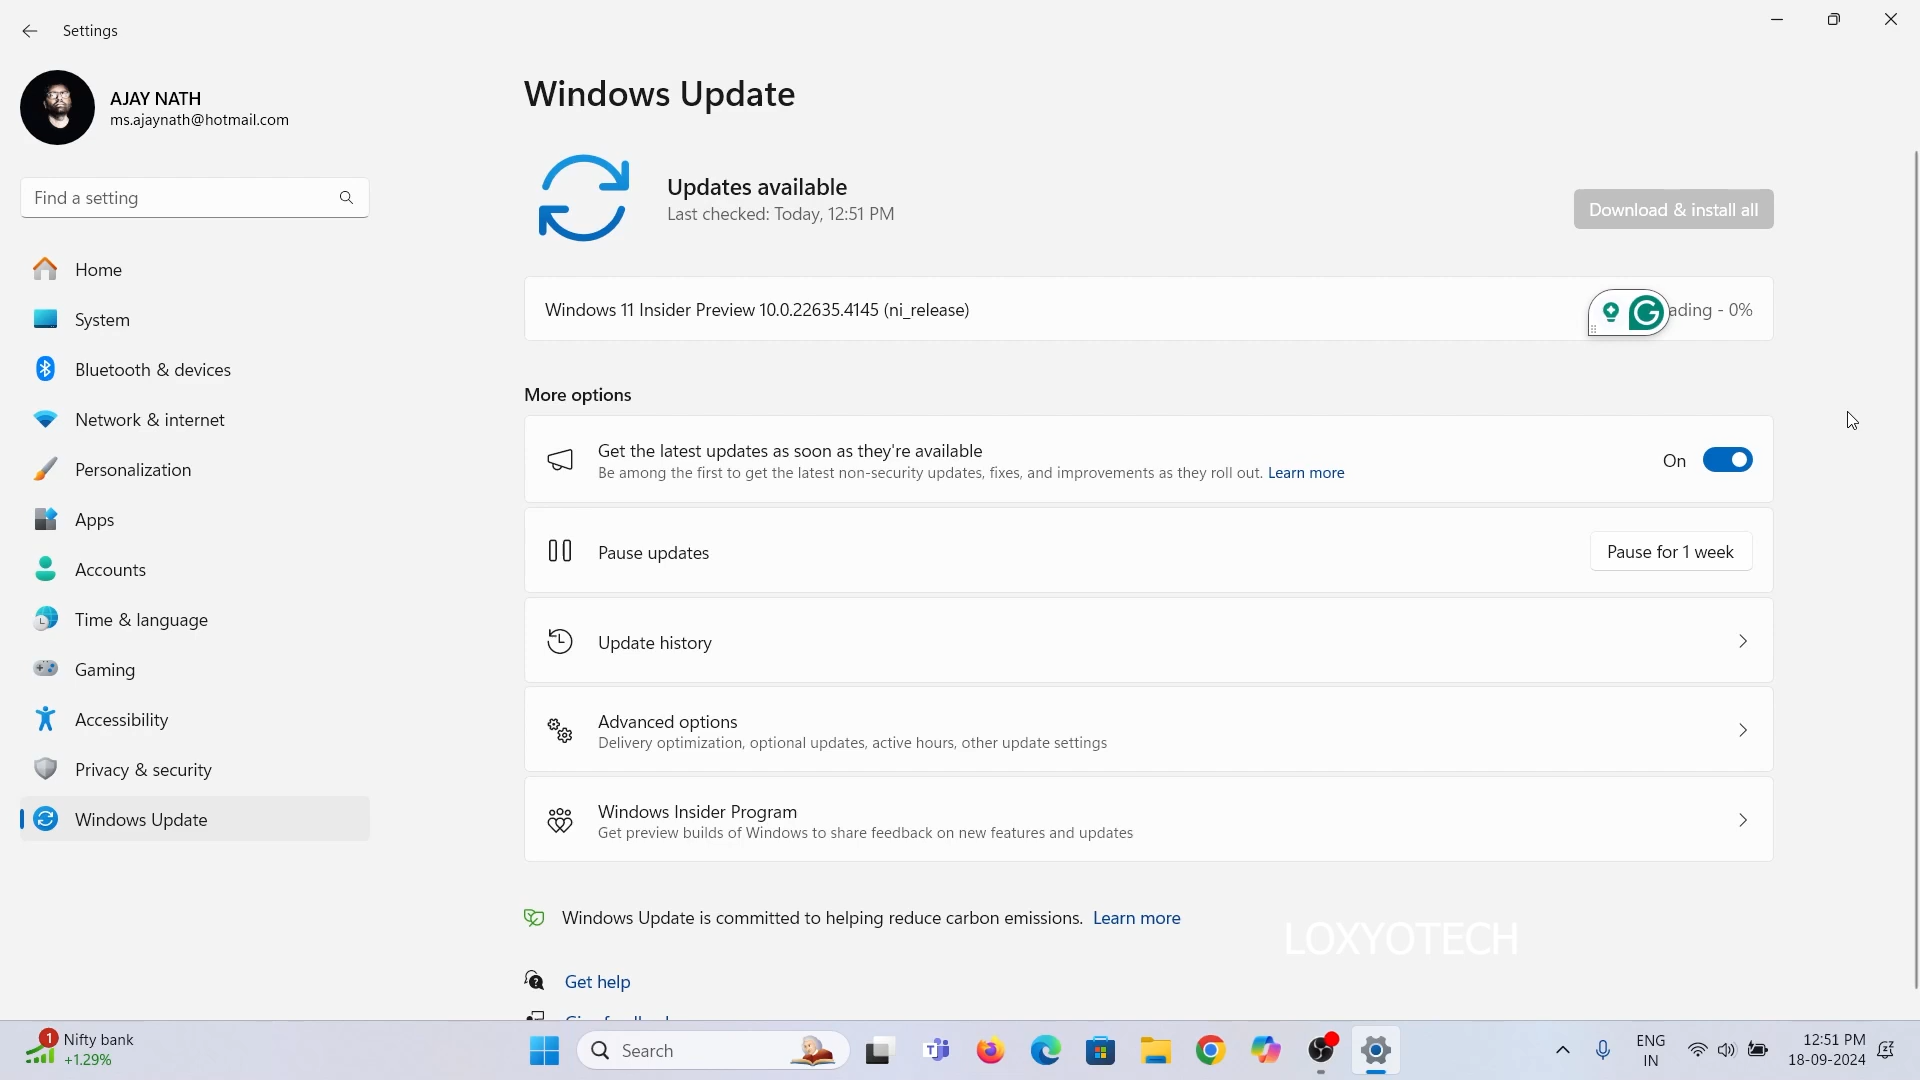 Settings
AJAY NATH
ms.ajaynath@hotmail.com
Find a setting
Home
System
Bluetooth & devices
Network & internet
Personalization
Apps
Accounts
Time & language
Gaming
Accessibility
Privacy & security
Windows Update
Windows Update
Updates available
Last checked: Today, 12:51 PM
Download & install all
Windows 11 Insider Preview 10.0.22635.4145 (ni_release)
ading - 0%
More options
Get the latest updates as soon as they're available
Be among the first to get the latest non-security updates, fixes, and improvements as they roll out. Learn more
On
Pause updates
Pause for 1 week
Update history
Advanced options
Delivery optimization, optional updates, active hours, other update settings
Windows Insider Program
Get preview builds of Windows to share feedback on new features and updates
Windows Update is committed to helping reduce carbon emissions. Learn more
LOXYOTECH
Get help
1
Nifty bank
+1.29%
Search
ENG
IN
12:51 PM
18-09-2024